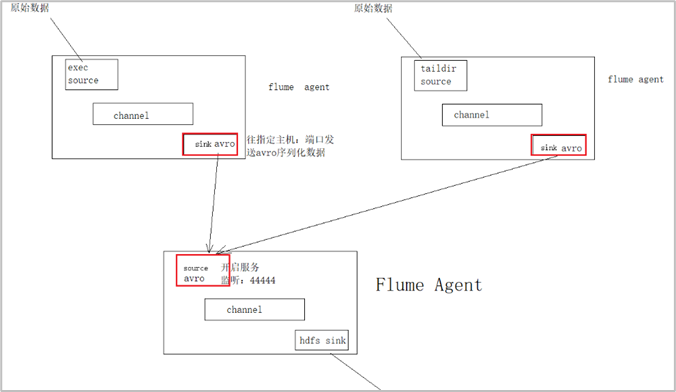 原始数据
原始数据
exec
source
flume agent
channel
sink avro
往指定主机：端口发
送avro序列化数据
taildir
source
flume agent
channel
sink avro
source
avro
开启服务
监听：44444
channel
hdfs sink
Flume Agent